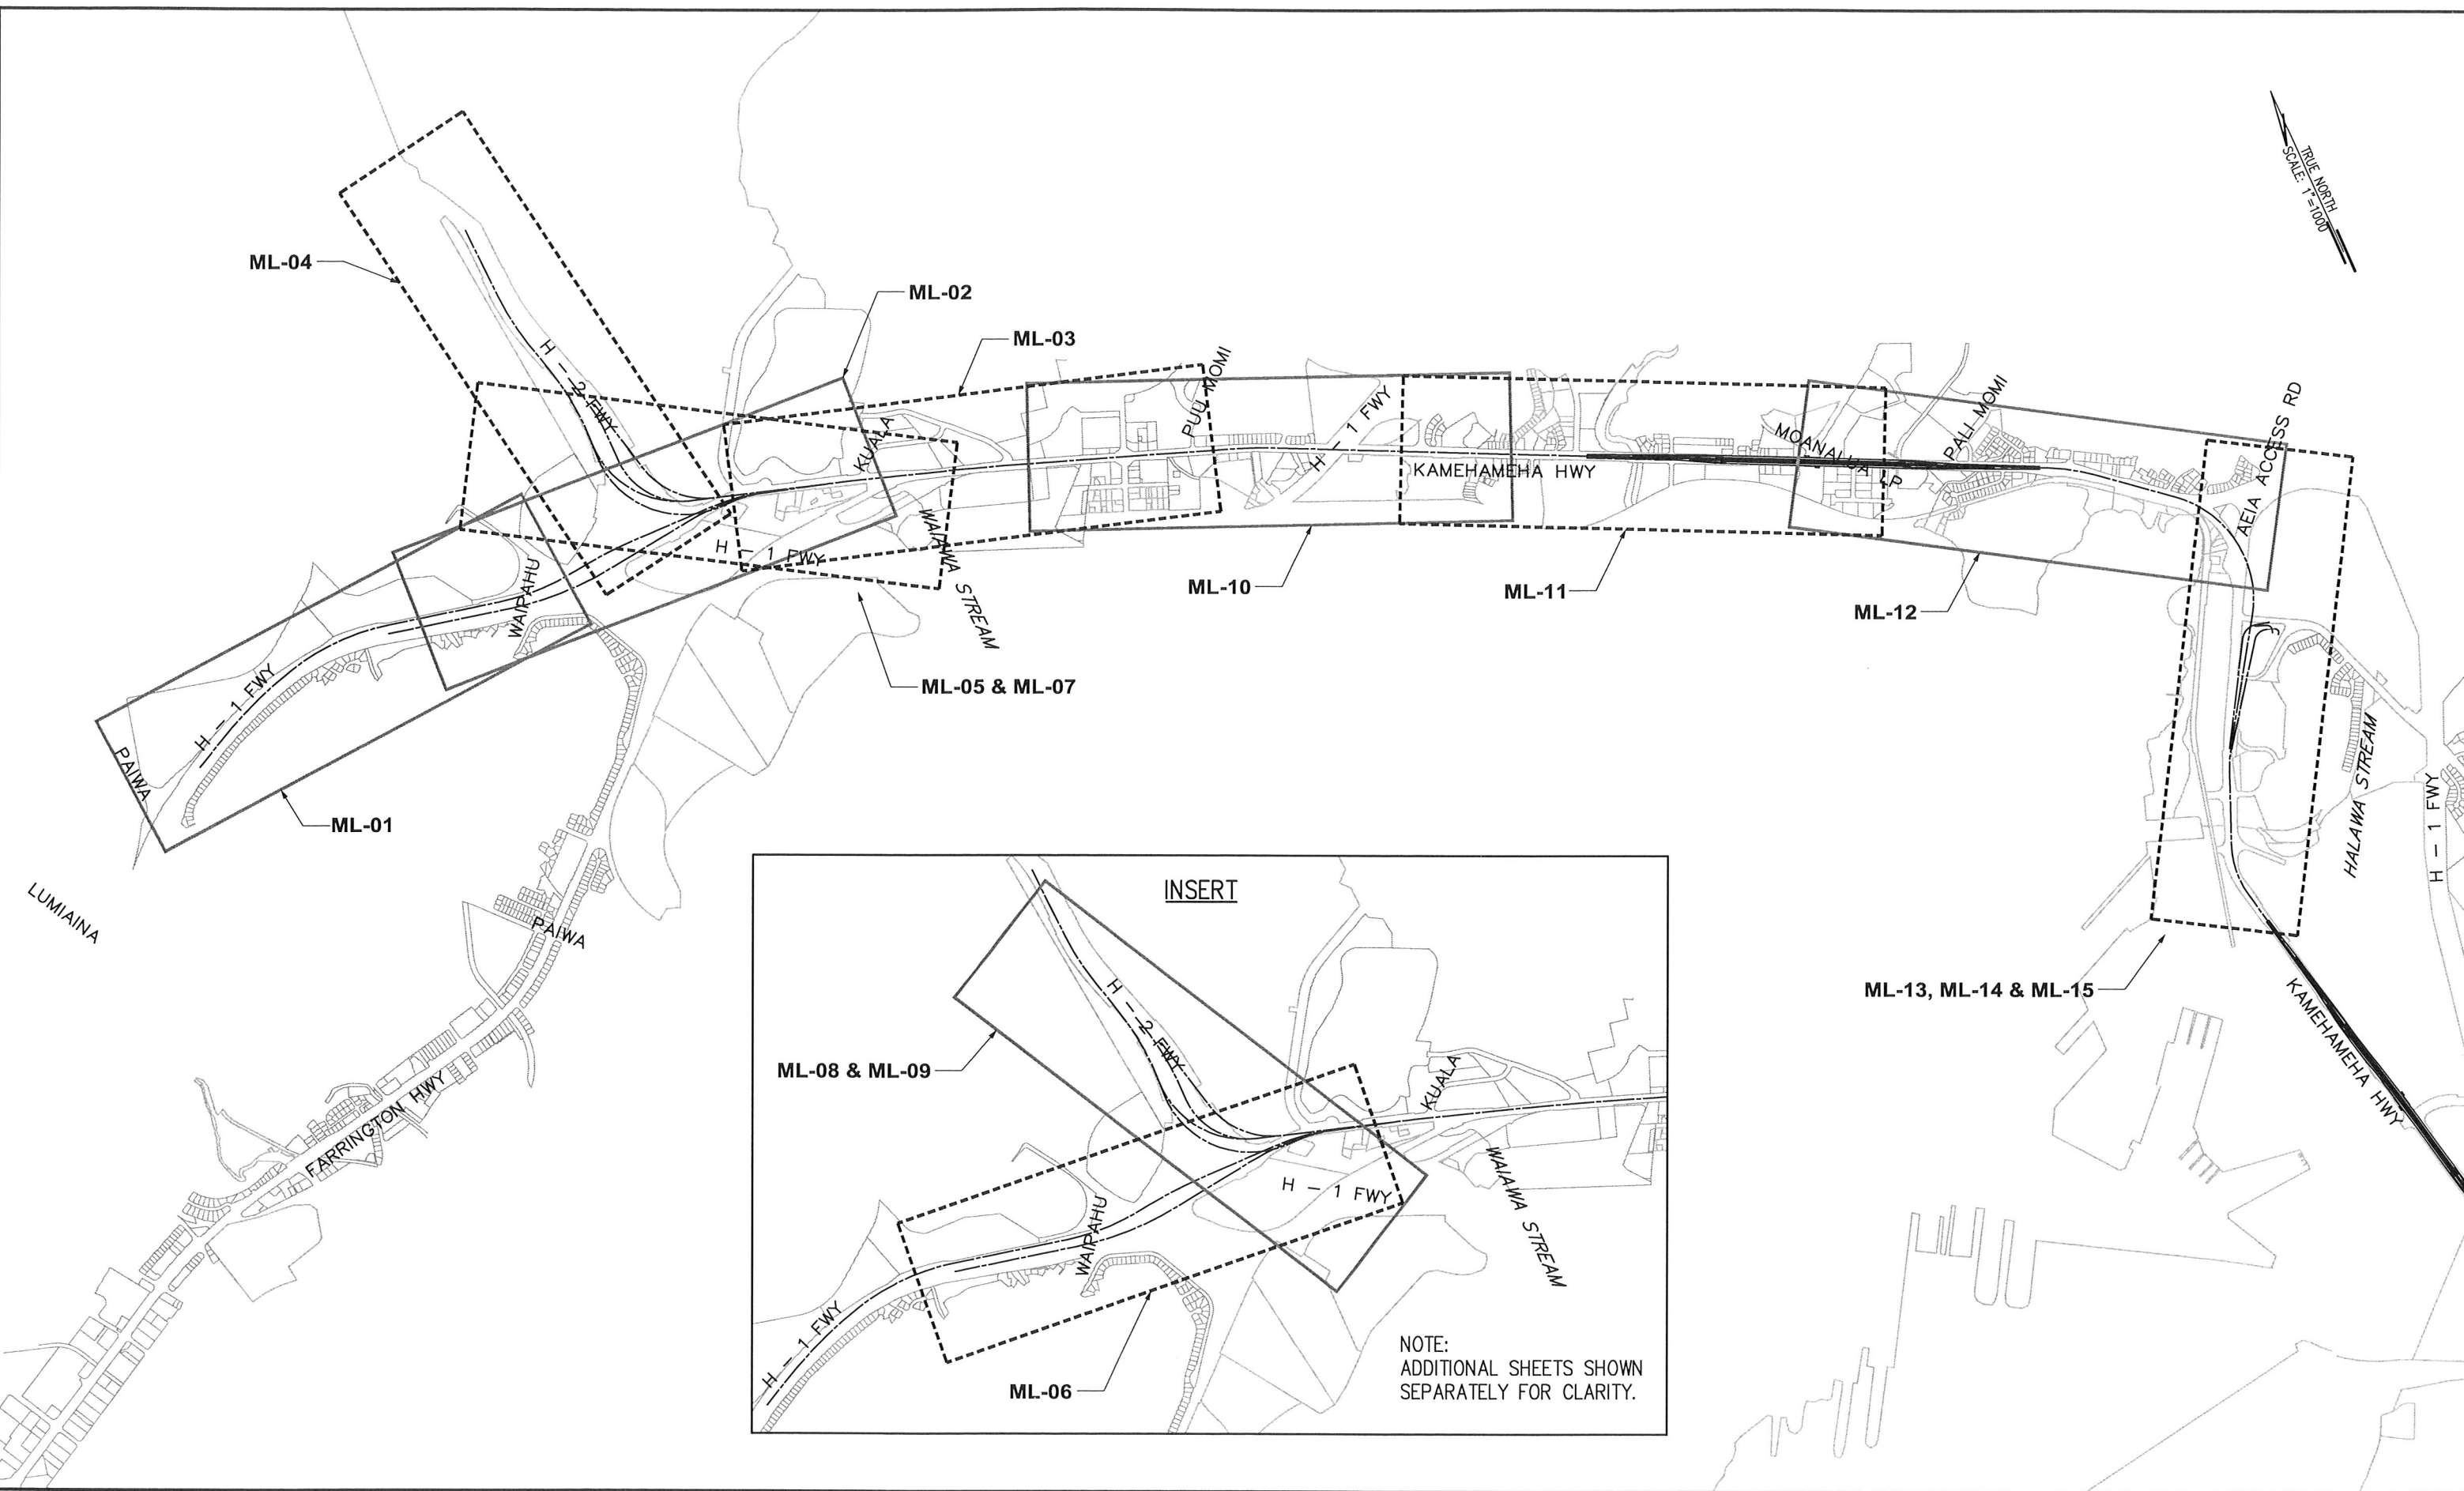 TRUE NORTH
SCALE: 1"=1000
ML-04
ML-02
ML-03
H - 2 FWY
KUALA
PUU MOMI
H - 1 FWY
KAMEHAMEHA HWY
MOANALUA LP
PALI MOMI
AEIA ACCESS RD
WAIPAHU
H - 1 FWY
WAIAWA STREAM
ML-10
ML-11
ML-12
ML-05 & ML-07
H - 1 FWY
PAIWA
ML-01
HALAWA STREAM
H - 1 FWY
LUMIAINA
PAIWA
FARRINGTON HWY
ML-13, ML-14 & ML-15
KAMEHAMEHA HWY
INSERT
H - 2 FWY
ML-08 & ML-09
KUALA
H - 1 FWY
WAIAWA STREAM
WAIPAHU
H - 1 FWY
ML-06
NOTE:
ADDITIONAL SHEETS SHOWN
SEPARATELY FOR CLARITY.